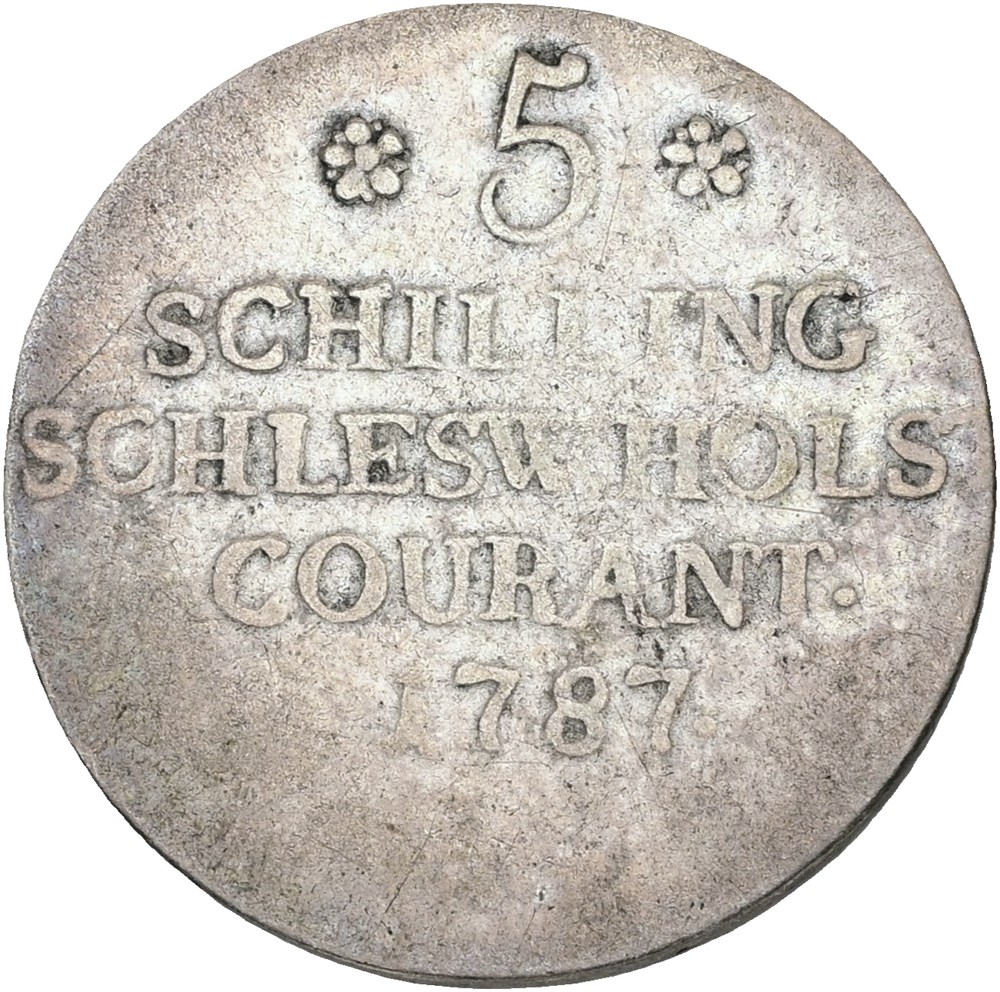 5
SCHILLING
SCHLESW. HOLS
COURANT.
1787.